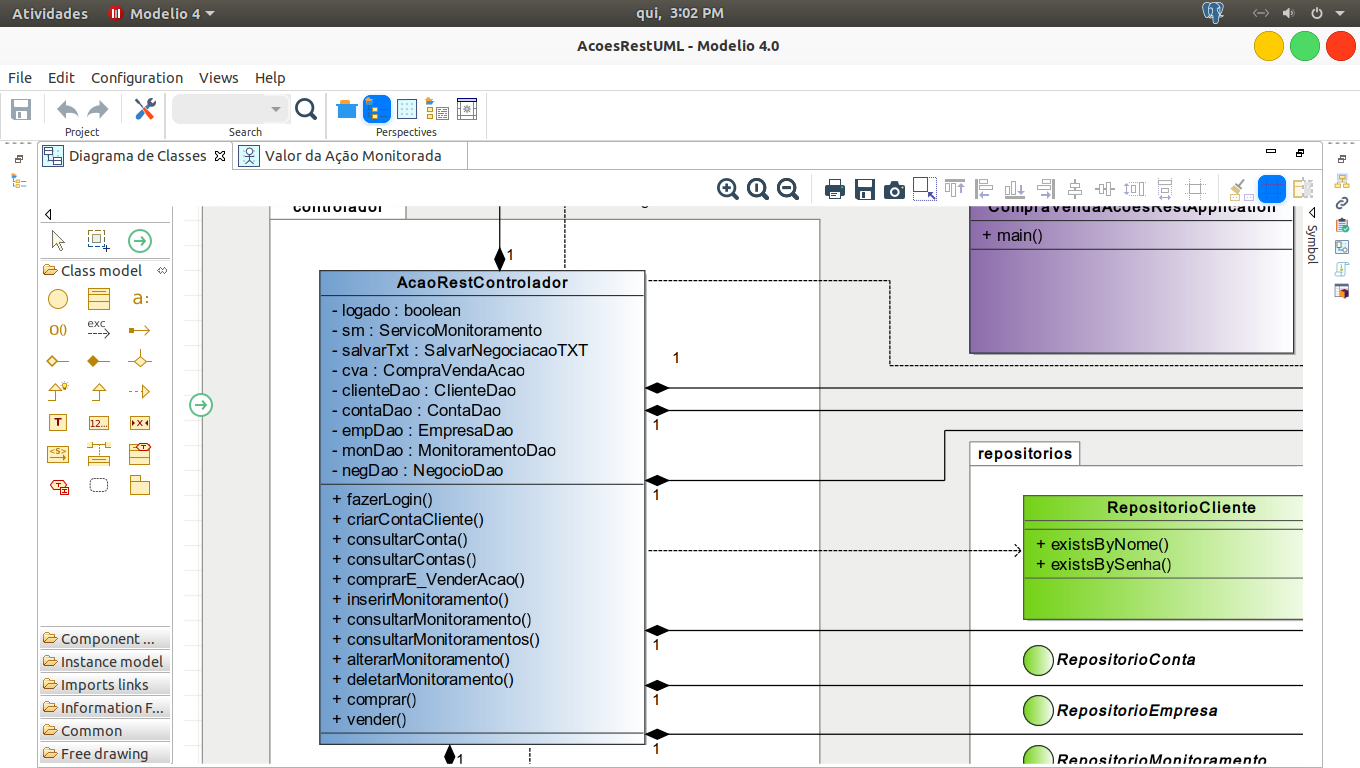 Atividades
Modelio 4
qui, 3:02 PM
AcoesRestUML - Modelio 4.0
File Edit Configuration Views Help
Project
Search
Perspectives
Diagrama de Classes
Valor da Ação Monitorada
Class model
a:
O()
exc
T
12...
X
<S>
Component ...
Instance model
Imports links
Information F...
Common
Free drawing
controlador
1
AcaoRestControlador
- logado : boolean
- sm : ServicoMonitoramento
- salvarTxt : SalvarNegociacaoTXT
- cva : CompraVendaAcao
- clienteDao : ClienteDao
- contaDao : ContaDao
- empDao : EmpresaDao
- monDao : MonitoramentoDao
- negDao : NegocioDao
+ fazerLogin()
+ criarContaCliente()
+ consultarConta()
+ consultarContas()
+ comprarE_VenderAcao()
+ inserirMonitoramento()
+ consultarMonitoramento()
+ consultarMonitoramentos()
+ alterarMonitoramento()
+ deletarMonitoramento()
+ comprar()
+ vender()
1
1
1
1
1
1
1
CompraVendaAcoesRestApplication
+ main()
repositorios
RepositorioCliente
+ existsByNome()
+ existsBySenha()
RepositorioConta
RepositorioEmpresa
RepositorioMonitoramento
Symbol